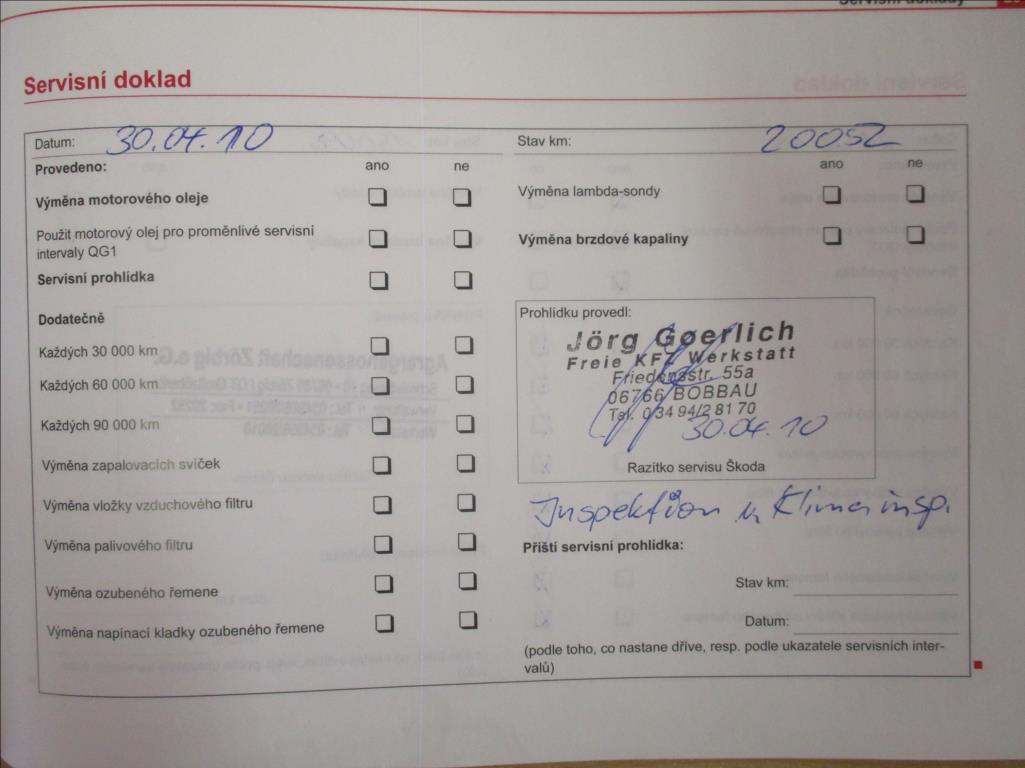 Servisní doklady
Servisní doklad
Datum: 30.04.10
Stav km: 20052
Provedeno: ano ne
ano ne
Výměna motorového oleje
Použit motorový olej pro proměnlivé servisní
intervaly QG1
Servisní prohlídka
Dodatečně
Každých 30 000 km
Každých 60 000 km
Každých 90 000 km
Výměna zapalovacích svíček
Výměna vložky vzduchového filtru
Výměna palivového filtru
Výměna ozubeného řemene
Výměna napínací kladky ozubeného řemene
Výměna lambda-sondy
Výměna brzdové kapaliny
Prohlídku provedl:
Jörg Goerlich
Freie KFZ Werkstatt
Friedensstr. 55a
06766 BOBBAU
Tel. 0 34 94/2 81 70
30.04.10
Razítko servisu Škoda
Inspektion u. Klimainsp.
Příští servisní prohlídka:
Stav km:
Datum:
(podle toho, co nastane dříve, resp. podle ukazatele servisních inter-
valů)